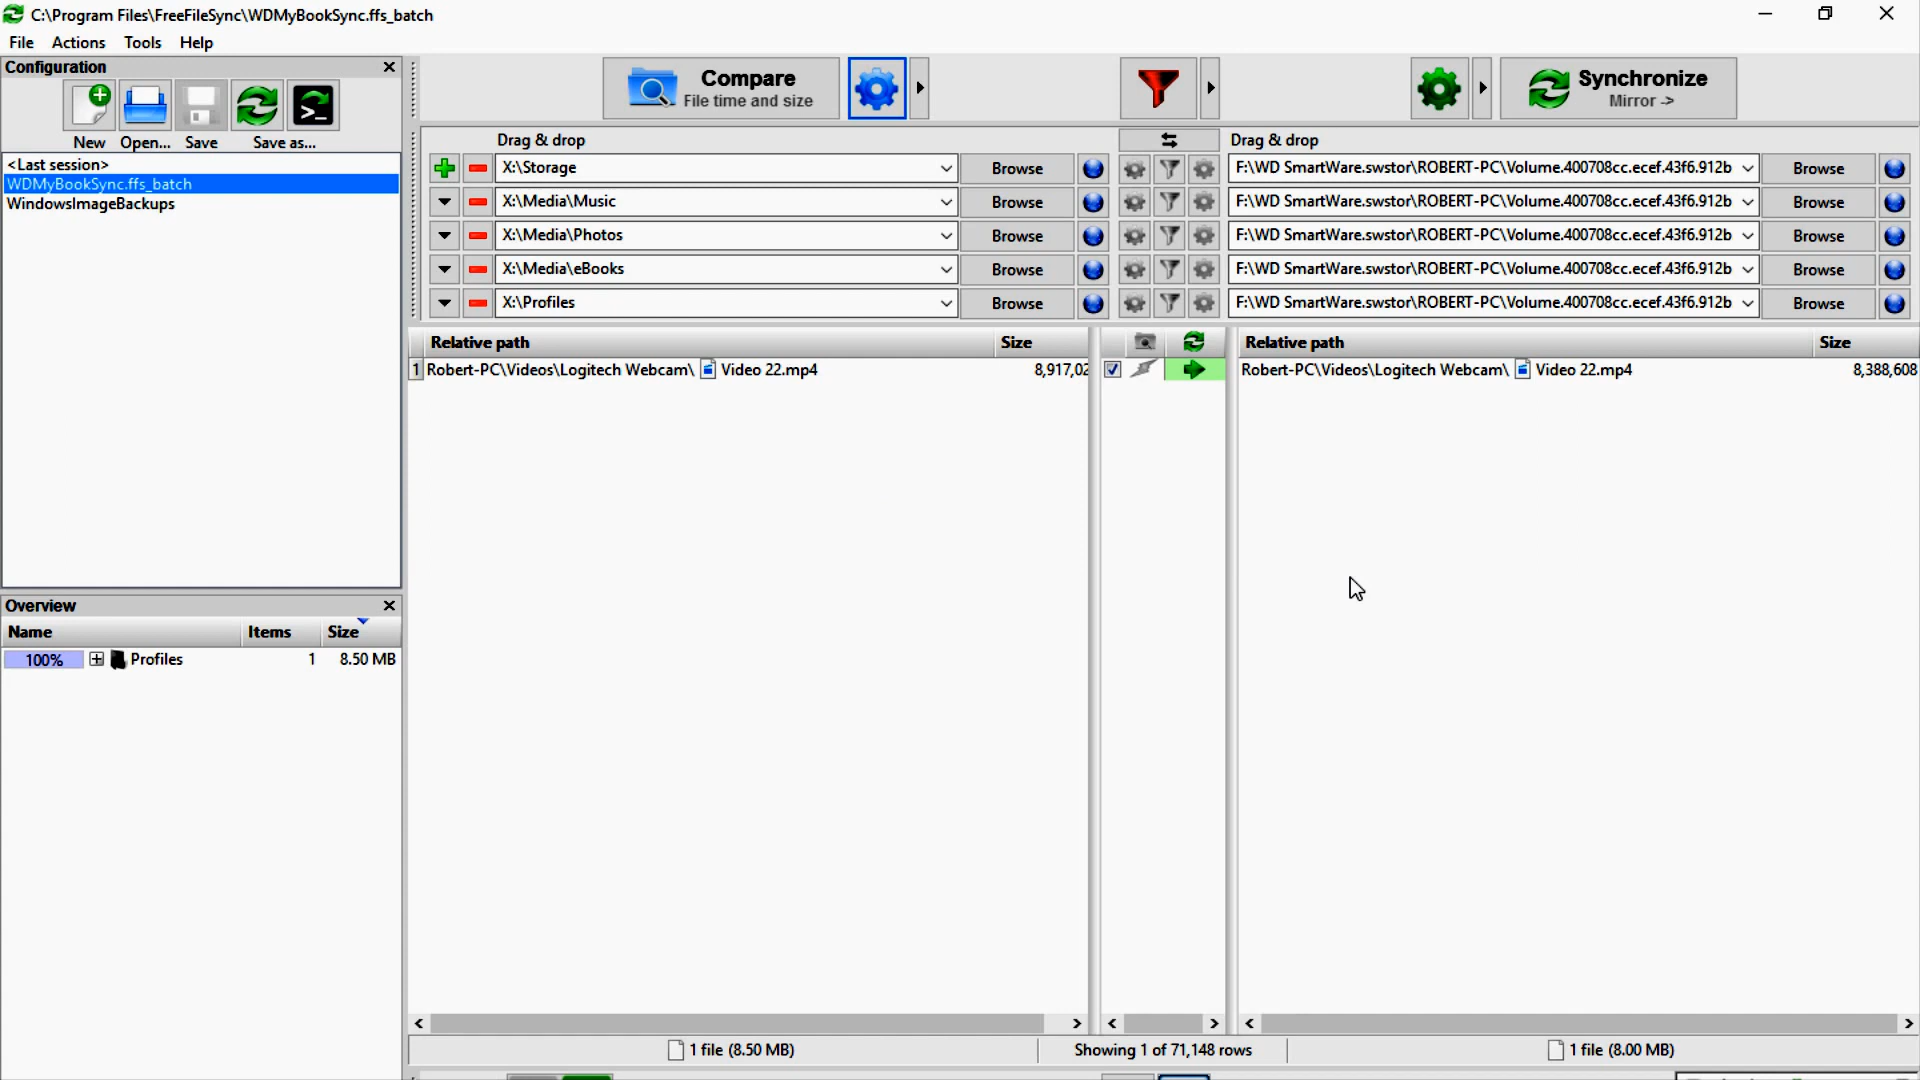 C:\Program Files\FreeFileSync\WDMyBookSync.ffs_batch
File Actions Tools Help
Configuration
New Open... Save Save as...
<Last session>
WDMyBookSync.ffs_batch
WindowsImageBackups
Compare
File time and size
Synchronize
Mirror ->
Drag & drop
Drag & drop
X:\Storage Browse F:\WD SmartWare.swstor\ROBERT-PC\Volume.400708cc.ecef.43f6.912b Browse
X:\Media\Music Browse F:\WD SmartWare.swstor\ROBERT-PC\Volume.400708cc.ecef.43f6.912b Browse
X:\Media\Photos Browse F:\WD SmartWare.swstor\ROBERT-PC\Volume.400708cc.ecef.43f6.912b Browse
X:\Media\eBooks Browse F:\WD SmartWare.swstor\ROBERT-PC\Volume.400708cc.ecef.43f6.912b Browse
X:\Profiles Browse F:\WD SmartWare.swstor\ROBERT-PC\Volume.400708cc.ecef.43f6.912b Browse
Relative path Size Relative path Size
1 Robert-PC\Videos\Logitech Webcam\ Video 22.mp4 8,917,02 Robert-PC\Videos\Logitech Webcam\ Video 22.mp4 8,388,608
Overview
Name Items Size
100% Profiles 1 8.50 MB
1 file (8.50 MB) Showing 1 of 71,148 rows 1 file (8.00 MB)